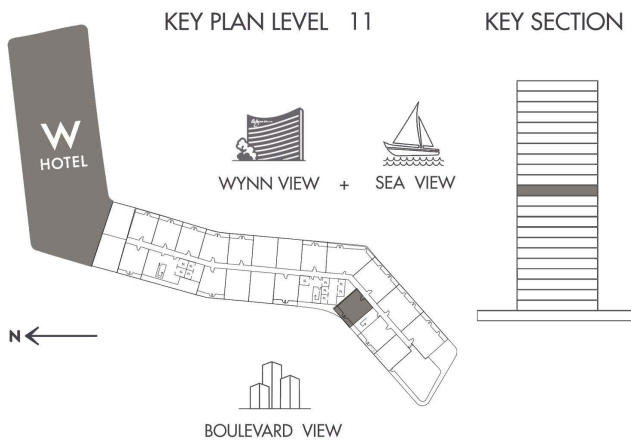 KEY PLAN LEVEL 11
KEY SECTION
W
HOTEL
WYNN VIEW + SEA VIEW
N
BOULEVARD VIEW